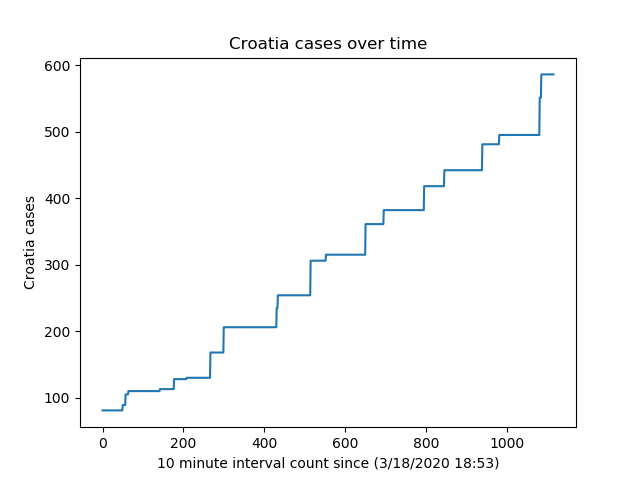 Croatia cases over time
600
500
400
300
200
100
Croatia cases
0 200 400 600 800 1000
10 minute interval count since (3/18/2020 18:53)